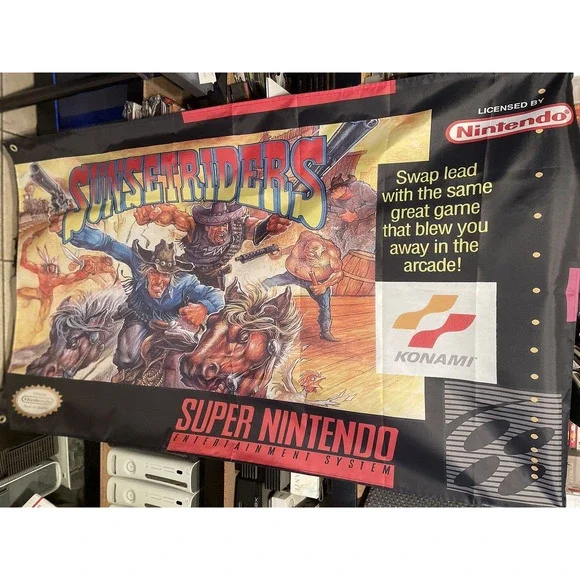 SUNSETRIDERS
LICENSED BY
Nintendo®
Swap lead
with the same
great game
that blew you
away in the
arcade!
KONAMI®
Nintendo
SUPER NINTENDO
ENTERTAINMENT SYSTEM